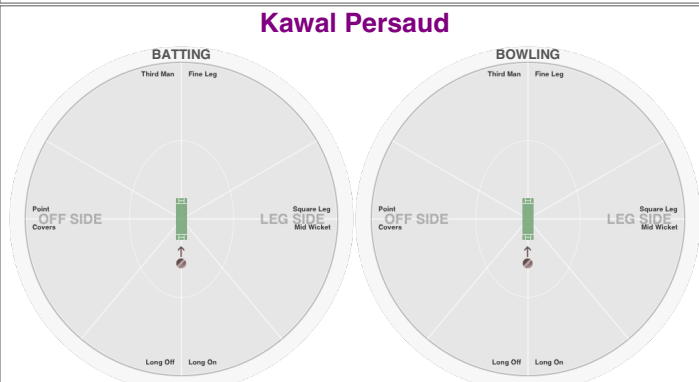 Kawal Persaud
BATTING
Third Man Fine Leg
Point
OFF SIDE
Covers
Square Leg
LEG SIDE
Mid Wicket
Long Off Long On
BOWLING
Third Man Fine Leg
Point
OFF SIDE
Covers
Square Leg
LEG SIDE
Mid Wicket
Long Off Long On